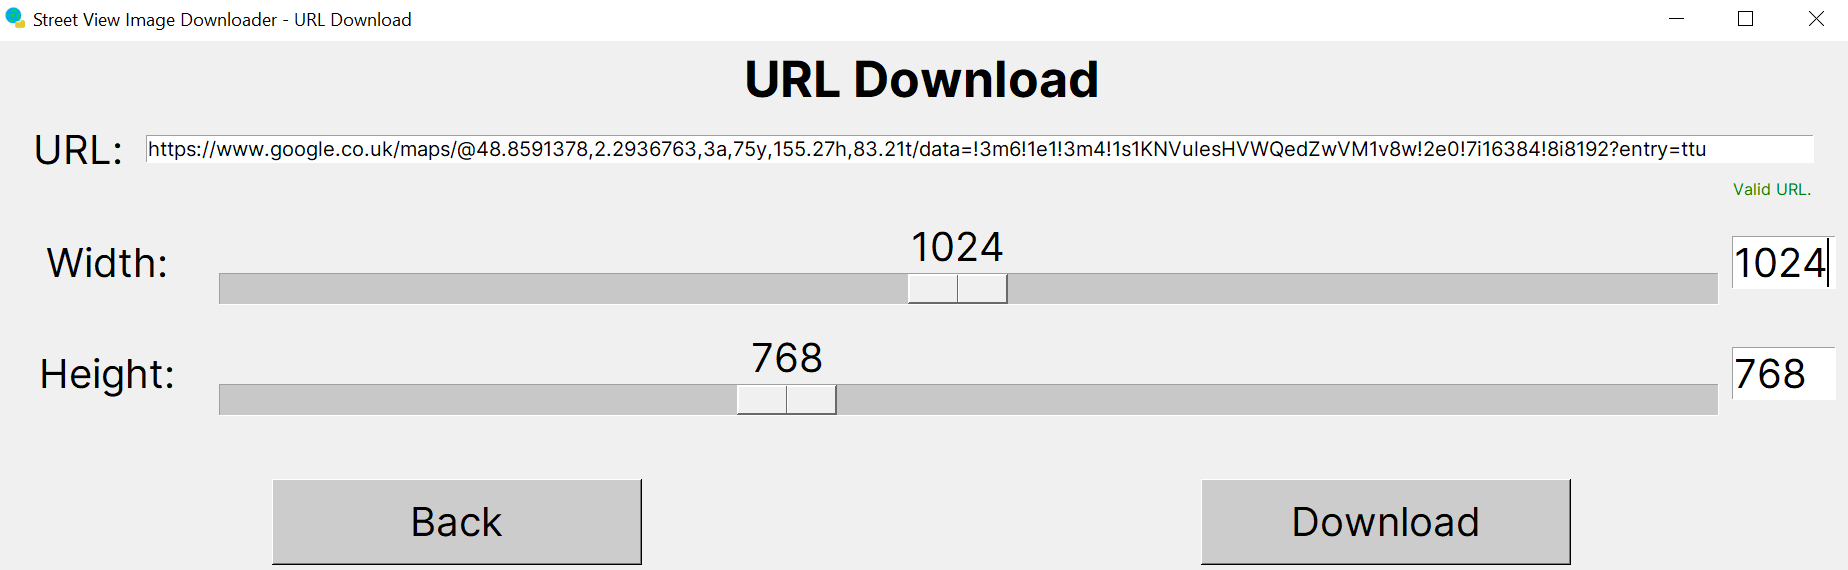 Street View Image Downloader - URL Download
URL Download
URL: https://www.google.co.uk/maps/@48.8591378,2.2936763,3a,75y,155.27h,83.21t/data=!3m6!1e1!3m4!1s1KNVulesHVWQedZwVM1v8w!2e0!7i16384!8i8192?entry=ttu
Valid URL.
Width: 1024 1024
Height: 768 768
Back Download